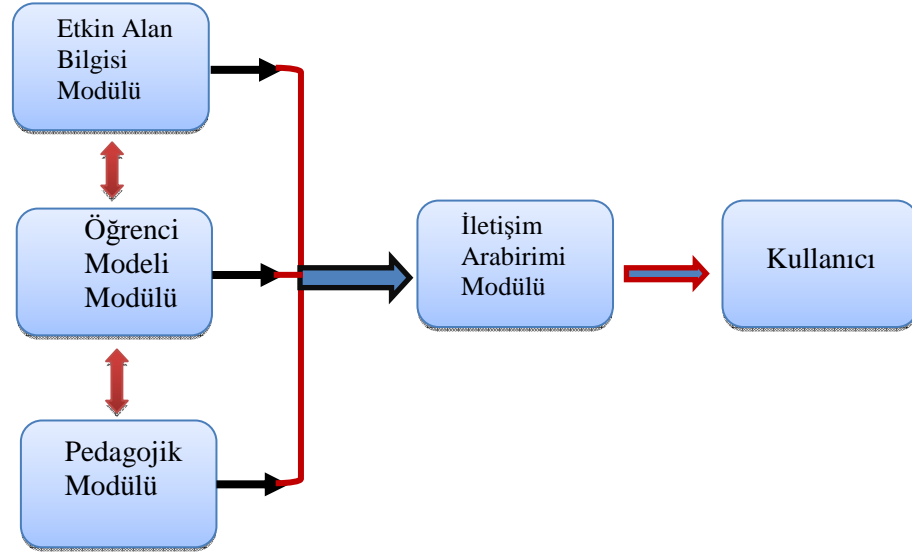 Etkin Alan
Bilgisi
Modülü
Öğrenci
Modeli
Modülü
Pedagojik
Modülü
İletişim
Arabirimi
Modülü
Kullanıcı